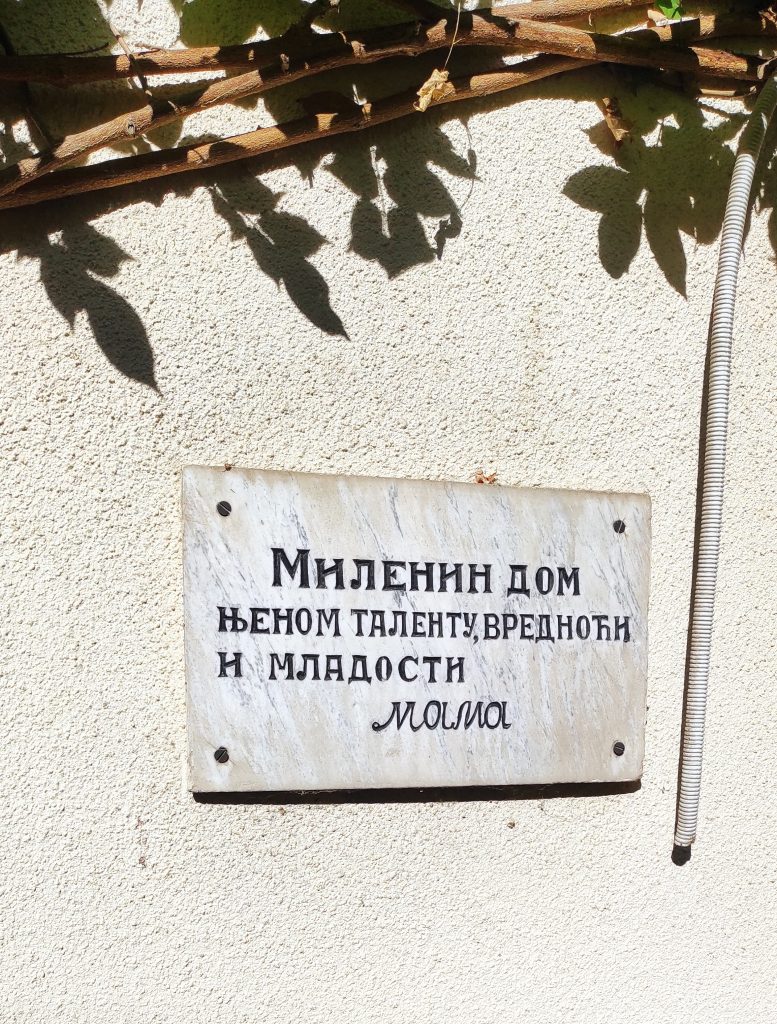 Миленин дом
њеном таленту, вредноћи
и младости
Мама